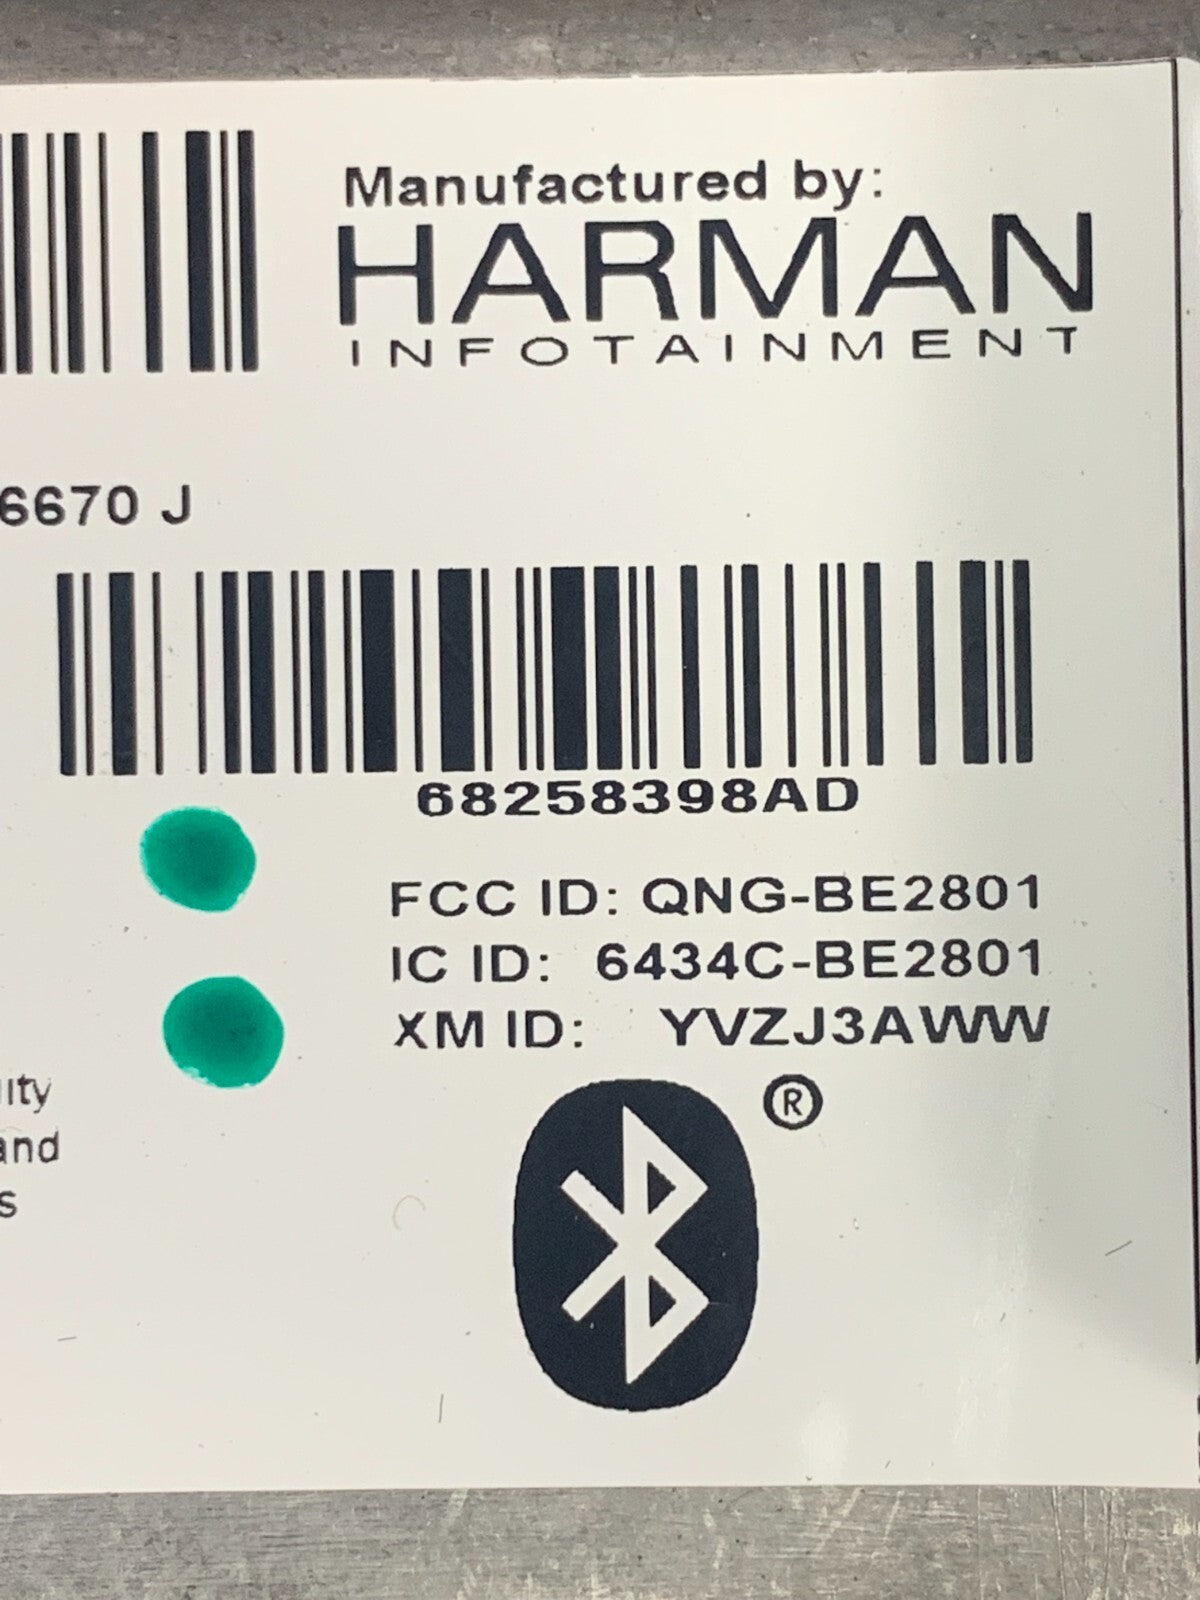 Manufactured by:
HARMAN
INFOTAINMENT
6670 J
68258398AD
FCC ID: QNG-BE2801
IC ID: 6434C-BE2801
XM ID: YVZJ3AWW
®
and